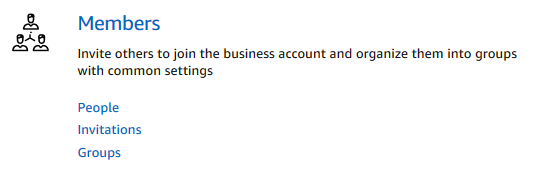 Members
Invite others to join the business account and organize them into groups
with common settings
People
Invitations
Groups